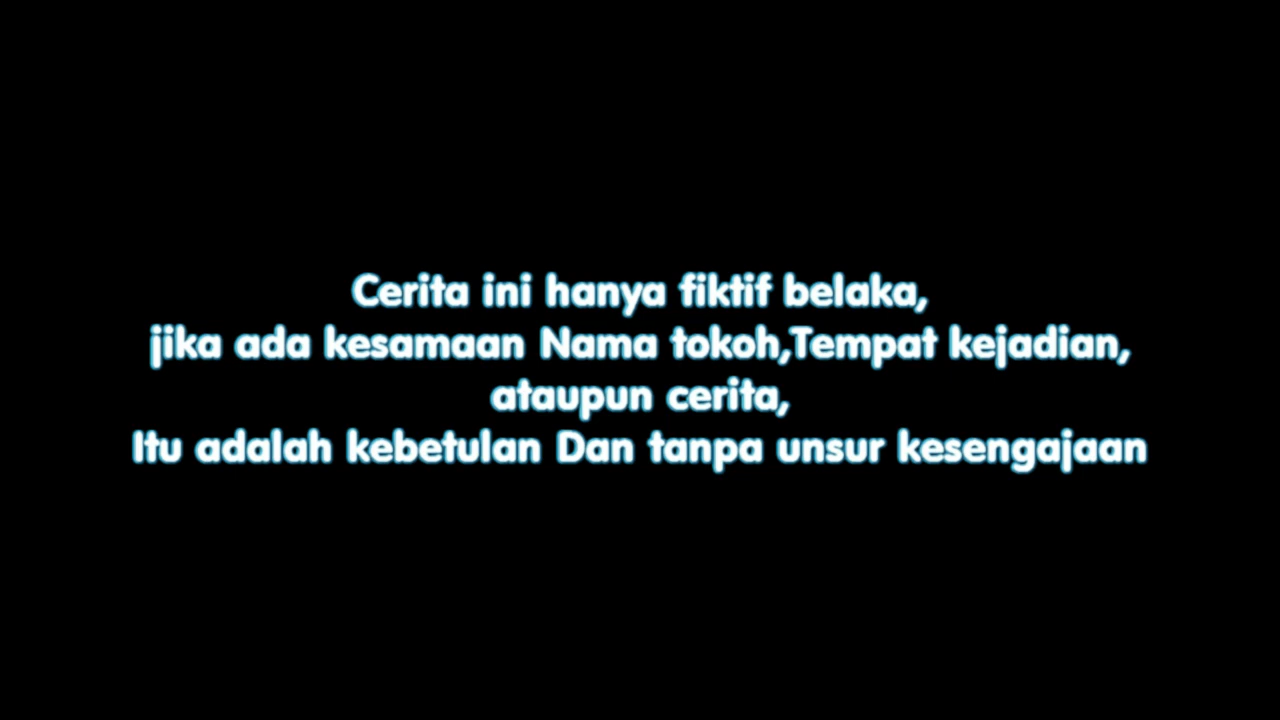 Cerita ini hanya fiktif belaka,
jika ada kesamaan Nama tokoh,Tempat kejadian,
ataupun cerita,
Itu adalah kebetulan Dan tanpa unsur kesengajaan